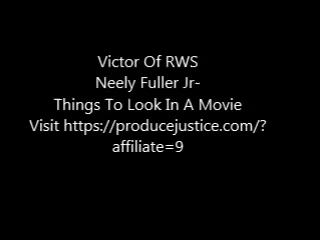 Victor Of RWS
Neely Fuller Jr-
Things To Look In A Movie
Visit https://producejustice.com/?
affiliate=9